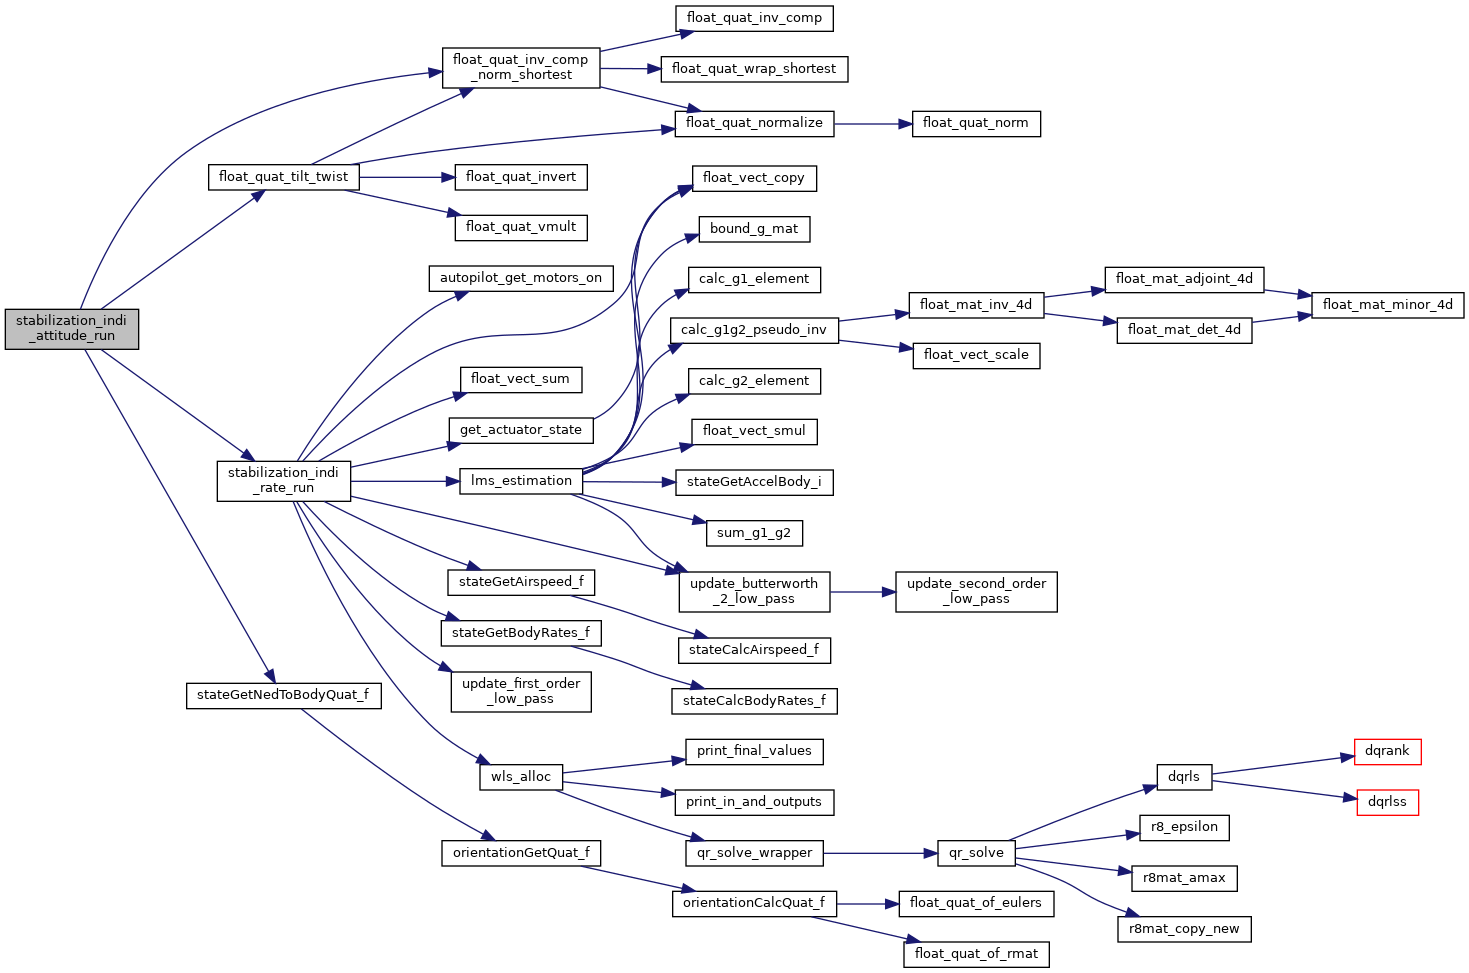 float_quat_inv_comp
float_quat_inv_comp
_norm_shortest
float_quat_wrap_shortest
float_quat_normalize
float_quat_norm
float_quat_tilt_twist
float_quat_invert
float_vect_copy
float_quat_vmult
bound_g_mat
autopilot_get_motors_on
calc_g1_element
float_mat_adjoint_4d
float_mat_inv_4d
float_mat_minor_4d
stabilization_indi
_attitude_run
calc_g1g2_pseudo_inv
float_mat_det_4d
float_vect_scale
float_vect_sum
calc_g2_element
get_actuator_state
float_vect_smul
stabilization_indi
_rate_run
lms_estimation
stateGetAccelBody_i
sum_g1_g2
stateGetAirspeed_f
update_butterworth
_2_low_pass
update_second_order
_low_pass
stateGetBodyRates_f
stateCalcAirspeed_f
stateGetNedToBodyQuat_f
update_first_order
_low_pass
stateCalcBodyRates_f
print_final_values
dqrank
wls_alloc
dqrls
print_in_and_outputs
dqrlss
r8_epsilon
orientationGetQuat_f
qr_solve_wrapper
qr_solve
r8mat_amax
orientationCalcQuat_f
float_quat_of_eulers
r8mat_copy_new
float_quat_of_rmat